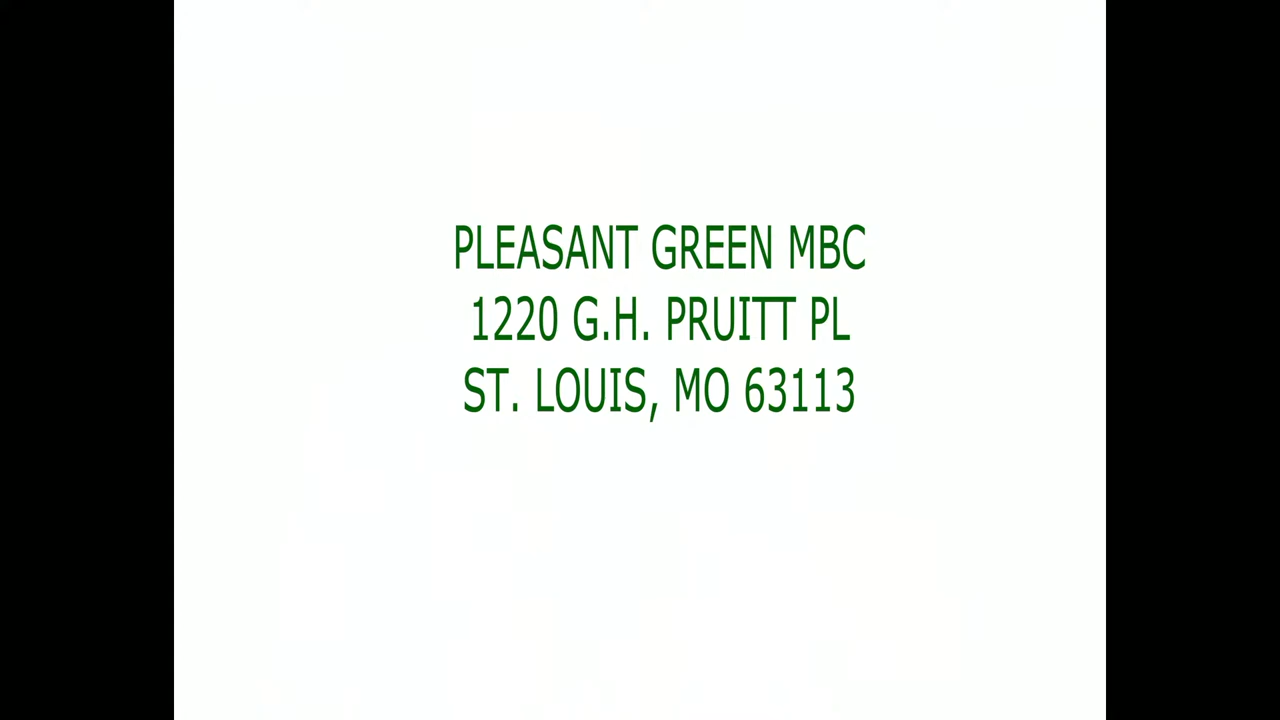 PLEASANT GREEN MBC
1220 G.H. PRUITT PL
ST. LOUIS, MO 63113